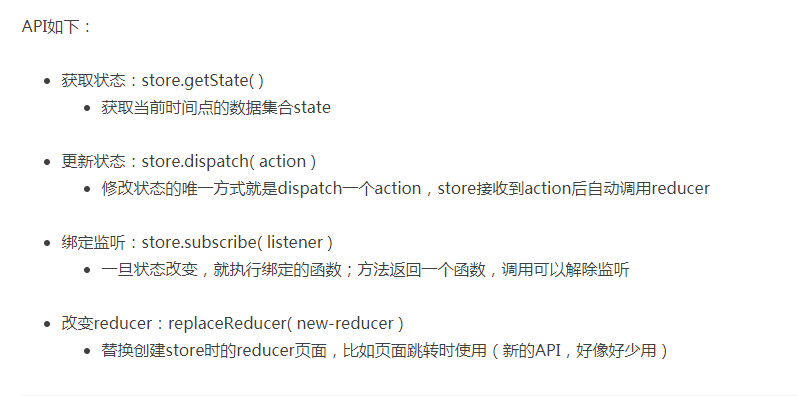 API如下：
获取状态：store.getState( )
获取当前时间点的数据集合state
更新状态：store.dispatch( action )
修改状态的唯一方式就是dispatch一个action，store接收到action后自动调用reducer
绑定监听：store.subscribe( listener )
一旦状态改变，就执行绑定的函数；方法返回一个函数，调用可以解除监听
改变reducer：replaceReducer( new-reducer )
替换创建store时的reducer页面，比如页面跳转时使用（新的API，好像好少用）